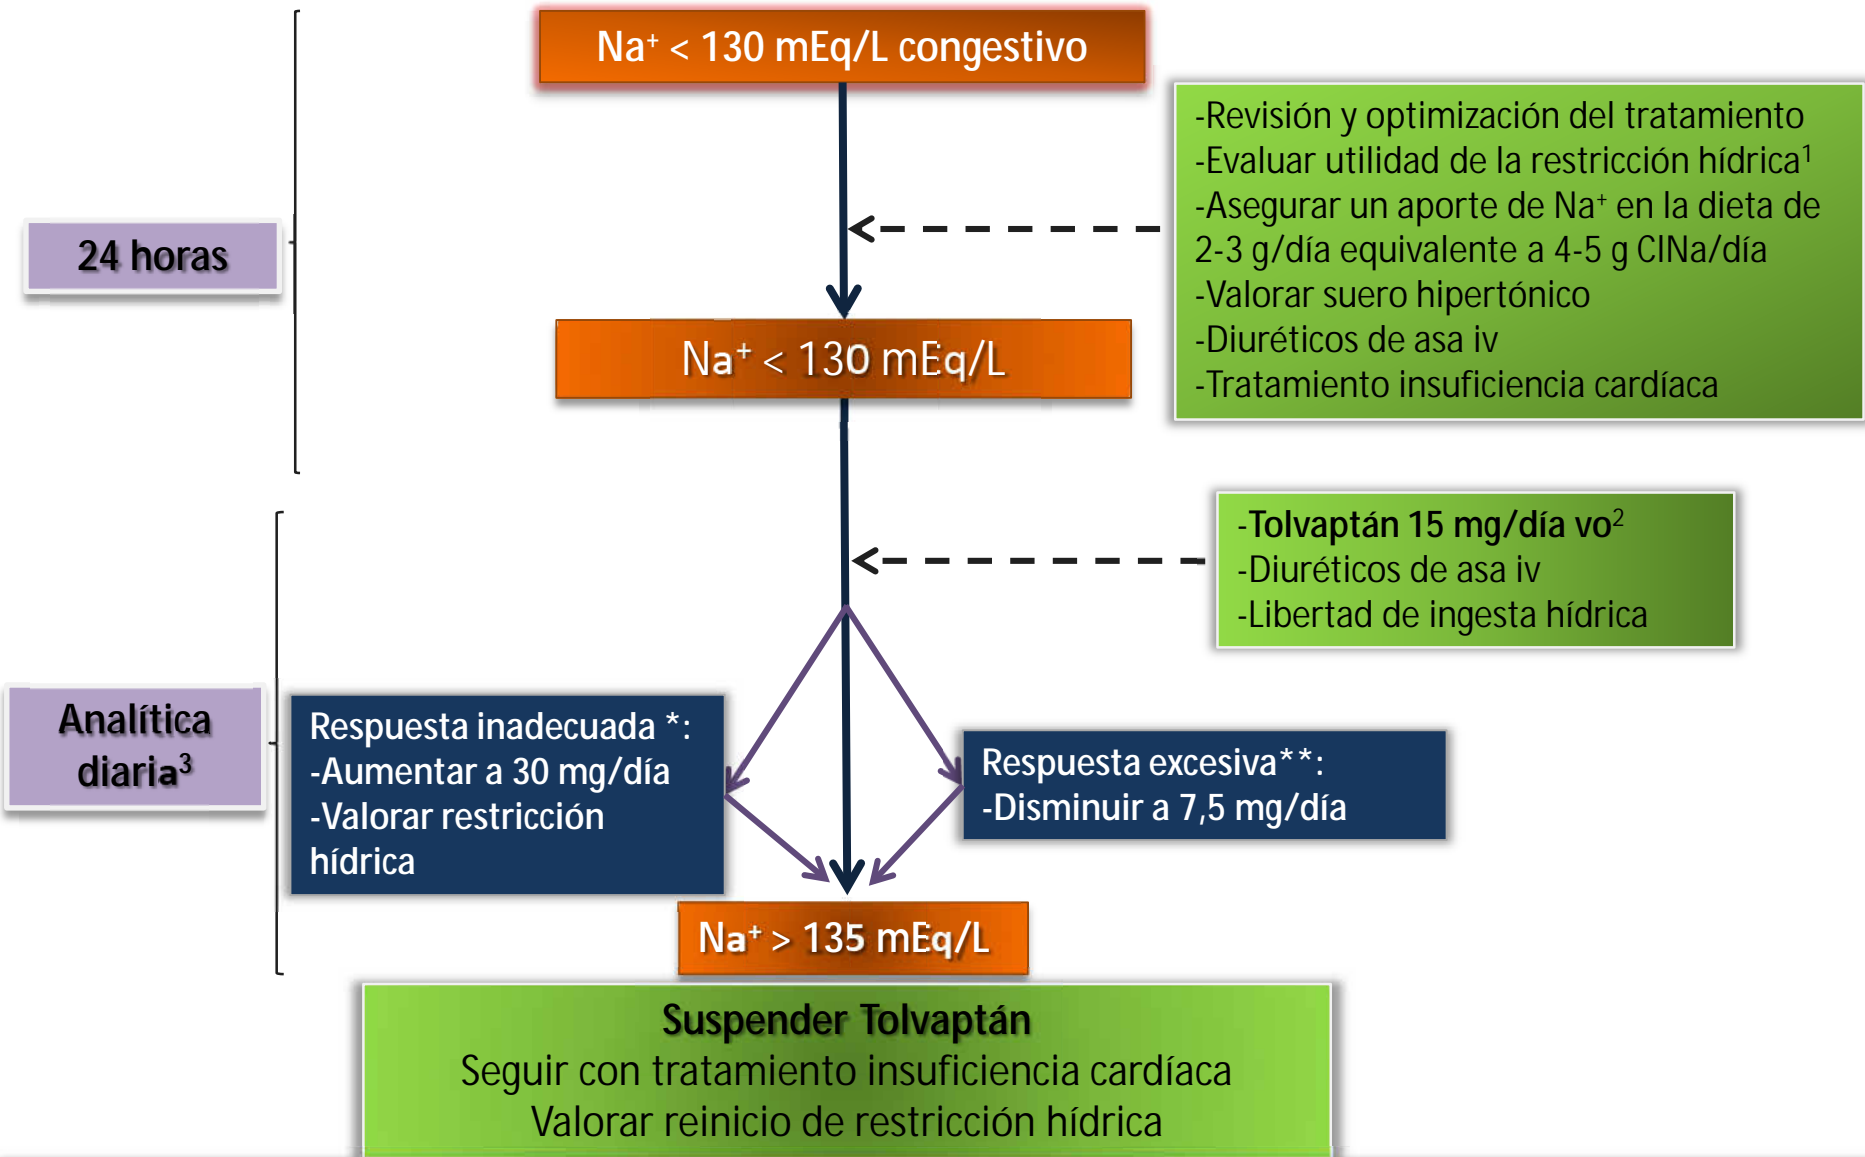 Na⁺ < 130 mEq/L congestivo
-Revisión y optimización del tratamiento
-Evaluar utilidad de la restricción hídrica¹
-Asegurar un aporte de Na⁺ en la dieta de
2-3 g/día equivalente a 4-5 g ClNa/día
-Valorar suero hipertónico
-Diuréticos de asa iv
-Tratamiento insuficiencia cardíaca
24 horas
Na⁺ < 130 mEq/L
-Tolvaptán 15 mg/día vo²
-Diuréticos de asa iv
-Libertad de ingesta hídrica
Analítica
diaria³
Respuesta inadecuada *:
-Aumentar a 30 mg/día
-Valorar restricción
hídrica
Respuesta excesiva**:
-Disminuir a 7,5 mg/día
Na⁺ > 135 mEq/L
Suspender Tolvaptán
Seguir con tratamiento insuficiencia cardíaca
Valorar reinicio de restricción hídrica